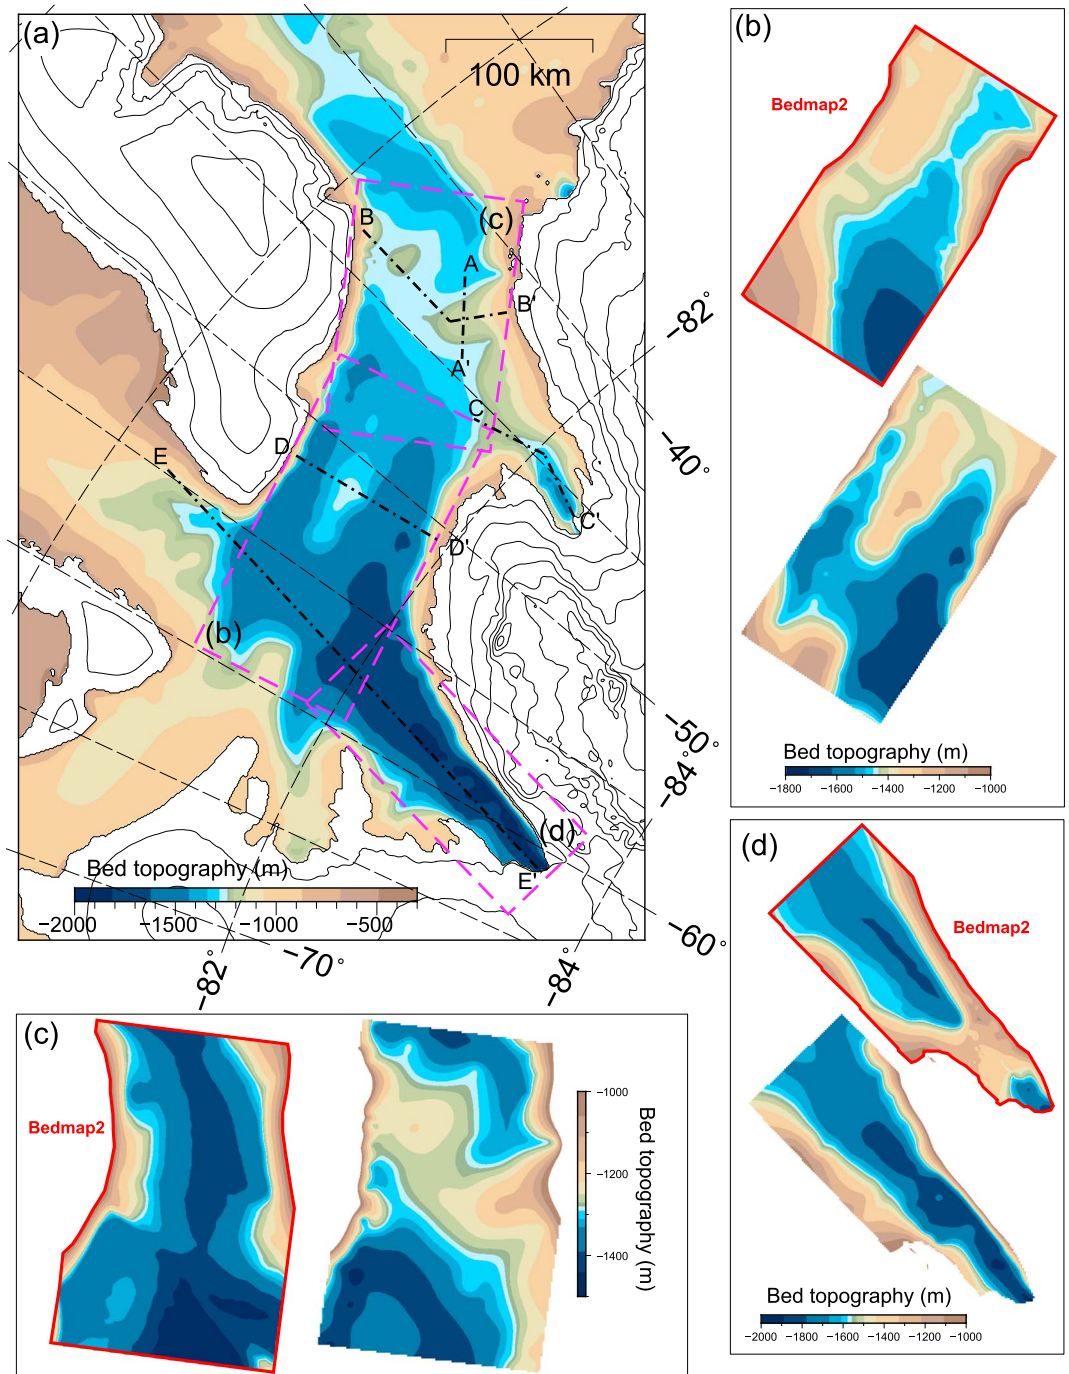 (a)
100 km
B
(c)
A
B'
A'
C
−82°
−40°
D
E
C'
D'
(b)
−50°
−84°
(d)
Bed topography (m)
E'
−2000 −1500 −1000 −500
−60°
−82°
−70°
−84°
(b)
Bedmap2
Bed topography (m)
−1800 −1600 −1400 −1200 −1000
(c)
Bedmap2
−1000
−1200
−1400
Bed topography (m)
(d)
Bedmap2
Bed topography (m)
−2000 −1800 −1600 −1400 −1200 −1000